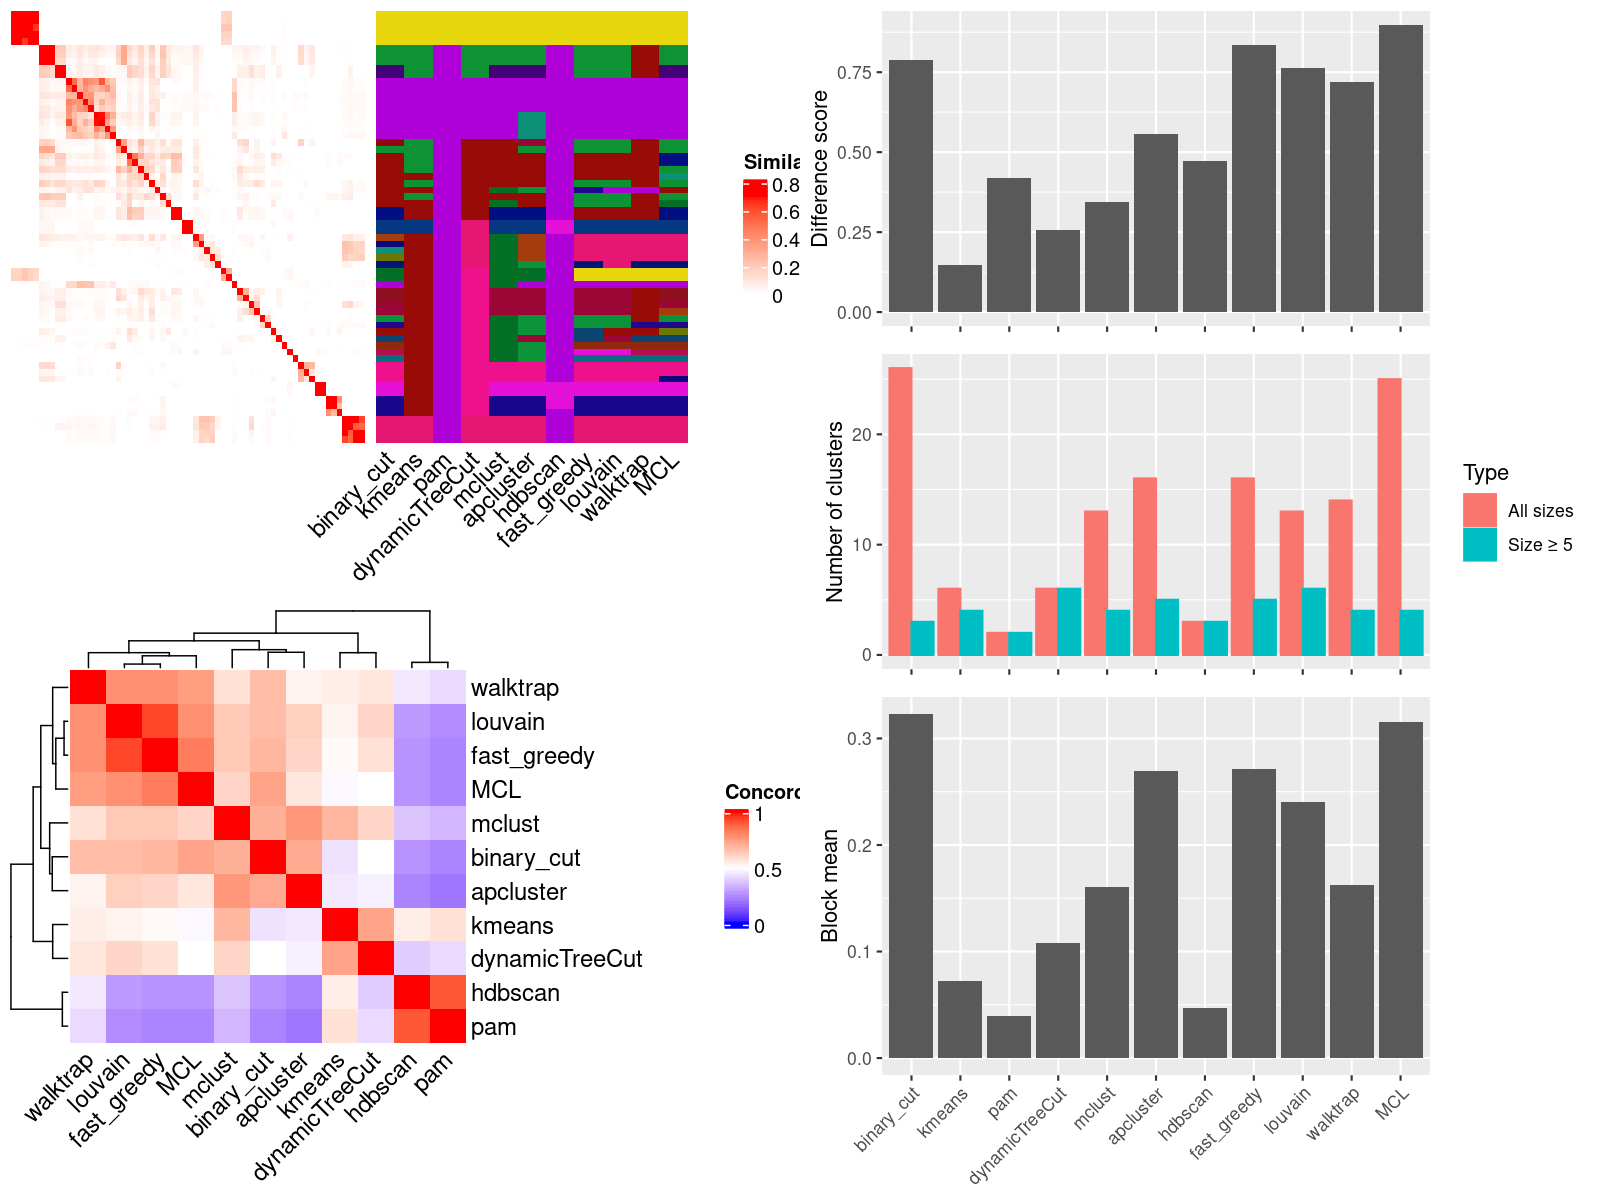 Simila
0.8
0.6
0.4
0.2
0
binary_cut
kmeans
pam
dynamicTreeCut
mclust
apcluster
hdbscan
fast_greedy
louvain
walktrap
MCL
walktrap
louvain
fast_greedy
MCL
mclust
binary_cut
apcluster
kmeans
dynamicTreeCut
hdbscan
pam
walktrap
louvain
fast_greedy
MCL
mclust
binary_cut
apcluster
kmeans
dynamicTreeCut
hdbscan
pam
Concord
1
0.5
0
Difference score
0.75
0.50
0.25
0.00
Number of clusters
20
10
0
Type
All sizes
Size ≥ 5
Block mean
0.3
0.2
0.1
0.0
binary_cut
kmeans
pam
dynamicTreeCut
mclust
apcluster
hdbscan
fast_greedy
louvain
walktrap
MCL